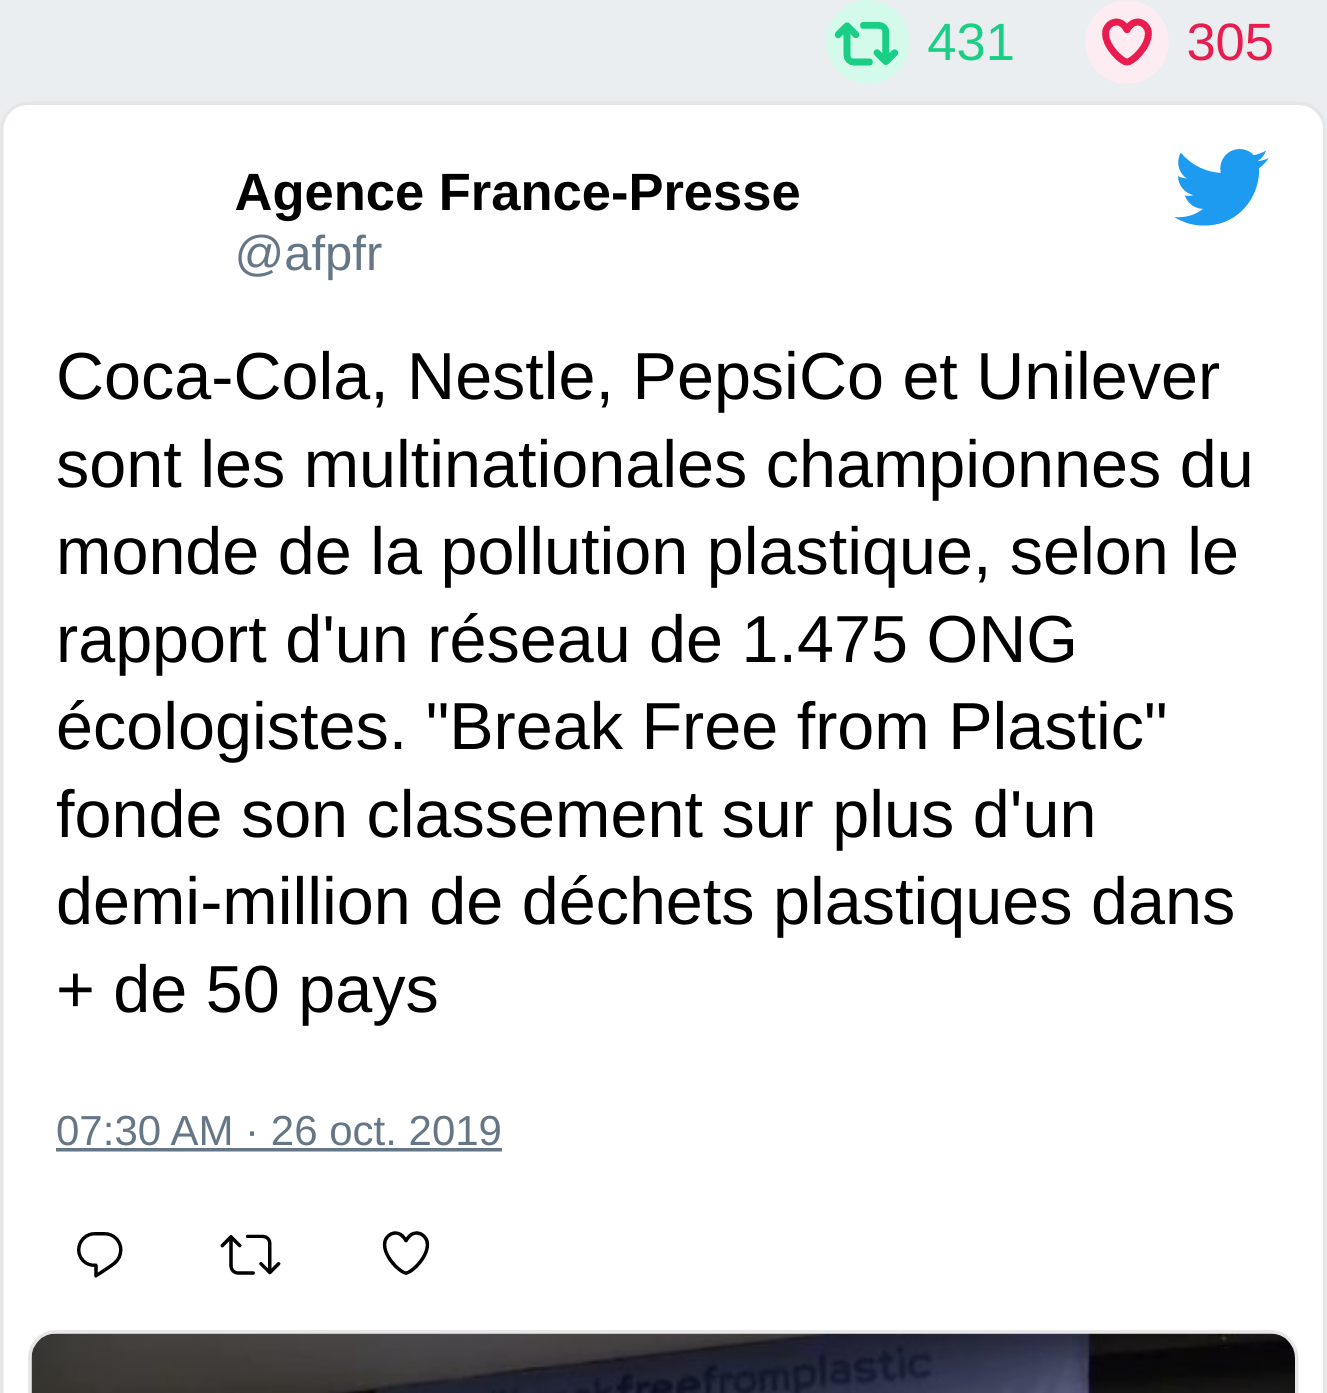 431 305
Agence France-Presse
@afpfr
Coca-Cola, Nestle, PepsiCo et Unilever
sont les multinationales championnes du
monde de la pollution plastique, selon le
rapport d'un réseau de 1.475 ONG
écologistes. "Break Free from Plastic"
fonde son classement sur plus d'un
demi-million de déchets plastiques dans
+ de 50 pays
07:30 AM · 26 oct. 2019
freefromplastic